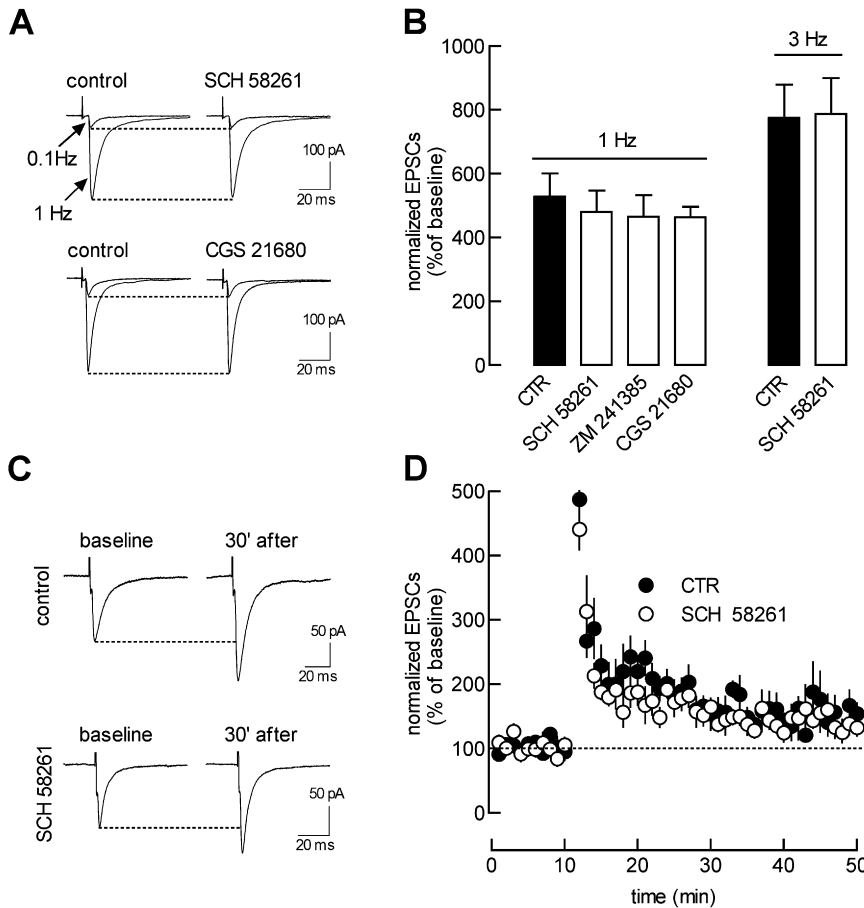 A
control
SCH 58261
0.1Hz
1 Hz
100 pA
20 ms
control
CGS 21680
100 pA
20 ms
B
normalized EPSCs
(%of baseline)
1000
800
600
400
200
0
1 Hz
3 Hz
CTR
SCH 58261
ZM 241385
CGS 21680
CTR
SCH 58261
C
control
baseline
30' after
50 pA
20 ms
SCH 58261
baseline
30' after
50 pA
20 ms
D
normalized EPSCs
(% of baseline)
500
400
300
200
100
0
CTR
SCH 58261
0
10
20
30
40
50
time (min)